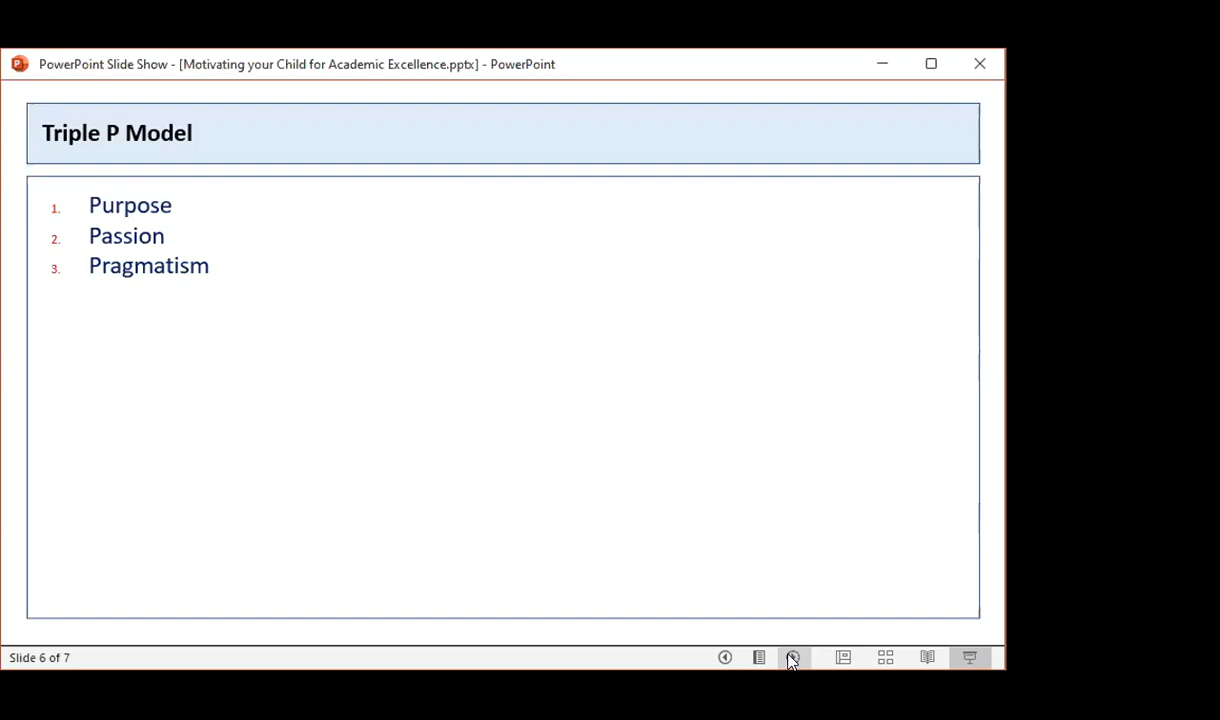 PowerPoint Slide Show - [Motivating your Child for Academic Excellence.pptx] - PowerPoint
Triple P Model
1. Purpose
2. Passion
3. Pragmatism
Slide 6 of 7